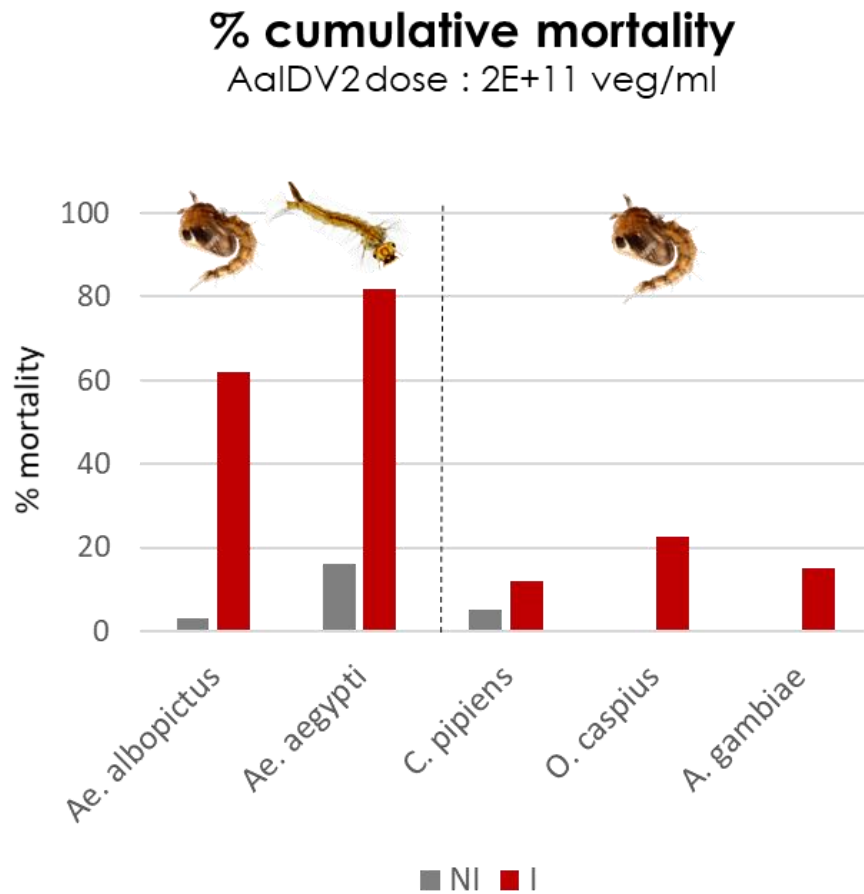 % cumulative mortality
AalDV2 dose : 2E+11 veg/ml
100
80
60
40
20
0
% mortality
Ae. albopictus
Ae. aegypti
C. pipiens
O. caspius
A. gambiae
NI I